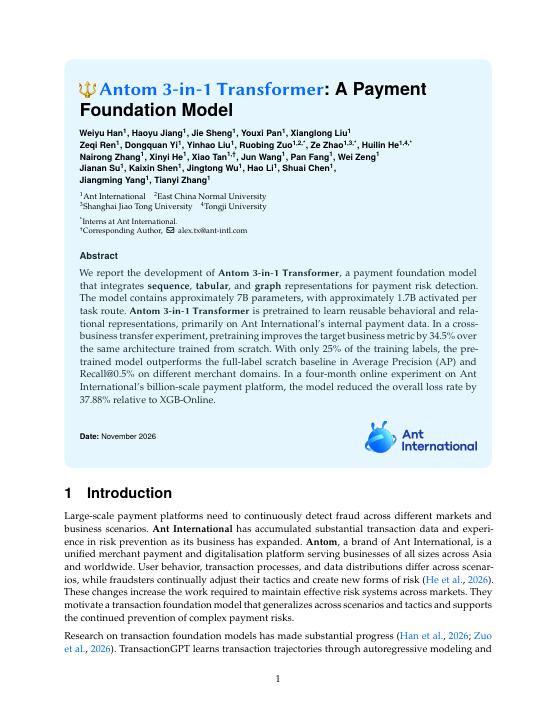 Antom 3-in-1 Transformer: A Payment
Foundation Model
Weiyu Han¹, Haoyu Jiang¹, Jie Sheng¹, Youxi Pan¹, Xianglong Liu¹
Zeqi Ren¹, Dongquan Yi¹, Yinhao Liu¹, Ruobing Zuo¹,²,*, Ze Zhao¹,³,*, Huilin He¹,⁴,*
Nairong Zhang¹, Xinyi He¹, Xiao Tan¹,†, Jun Wang¹, Pan Fang¹, Wei Zeng¹
Jianan Su¹, Kaixin Shen¹, Jingtong Wu¹, Hao Li¹, Shuai Chen¹,
Jiangming Yang¹, Tianyi Zhang¹
¹Ant International ²East China Normal University
³Shanghai Jiao Tong University ⁴Tongji University
*Interns at Ant International.
†Corresponding Author, ✉ alex.tx@ant-intl.com
Abstract
We report the development of Antom 3-in-1 Transformer, a payment foundation model
that integrates sequence, tabular, and graph representations for payment risk detection.
The model contains approximately 7B parameters, with approximately 1.7B activated per
task route. Antom 3-in-1 Transformer is pretrained to learn reusable behavioral and rela-
tional representations, primarily on Ant International's internal payment data. In a cross-
business transfer experiment, pretraining improves the target business metric by 34.5% over
the same architecture trained from scratch. With only 25% of the training labels, the pre-
trained model outperforms the full-label scratch baseline in Average Precision (AP) and
Recall@0.5% on different merchant domains. In a four-month online experiment on Ant
International's billion-scale payment platform, the model reduced the overall loss rate by
37.88% relative to XGB-Online.
Date: November 2026
Ant
International
1 Introduction
Large-scale payment platforms need to continuously detect fraud across different markets and
business scenarios. Ant International has accumulated substantial transaction data and experi-
ence in risk prevention as its business has expanded. Antom, a brand of Ant International, is a
unified merchant payment and digitalisation platform serving businesses of all sizes across Asia
and worldwide. User behavior, transaction processes, and data distributions differ across scenar-
ios, while fraudsters continually adjust their tactics and create new forms of risk (He et al., 2026).
These changes increase the work required to maintain effective risk systems across markets. They
motivate a transaction foundation model that generalizes across scenarios and tactics and supports
the continued prevention of complex payment risks.
Research on transaction foundation models has made substantial progress (Han et al., 2026; Zuo
et al., 2026). TransactionGPT learns transaction trajectories through autoregressive modeling and
1